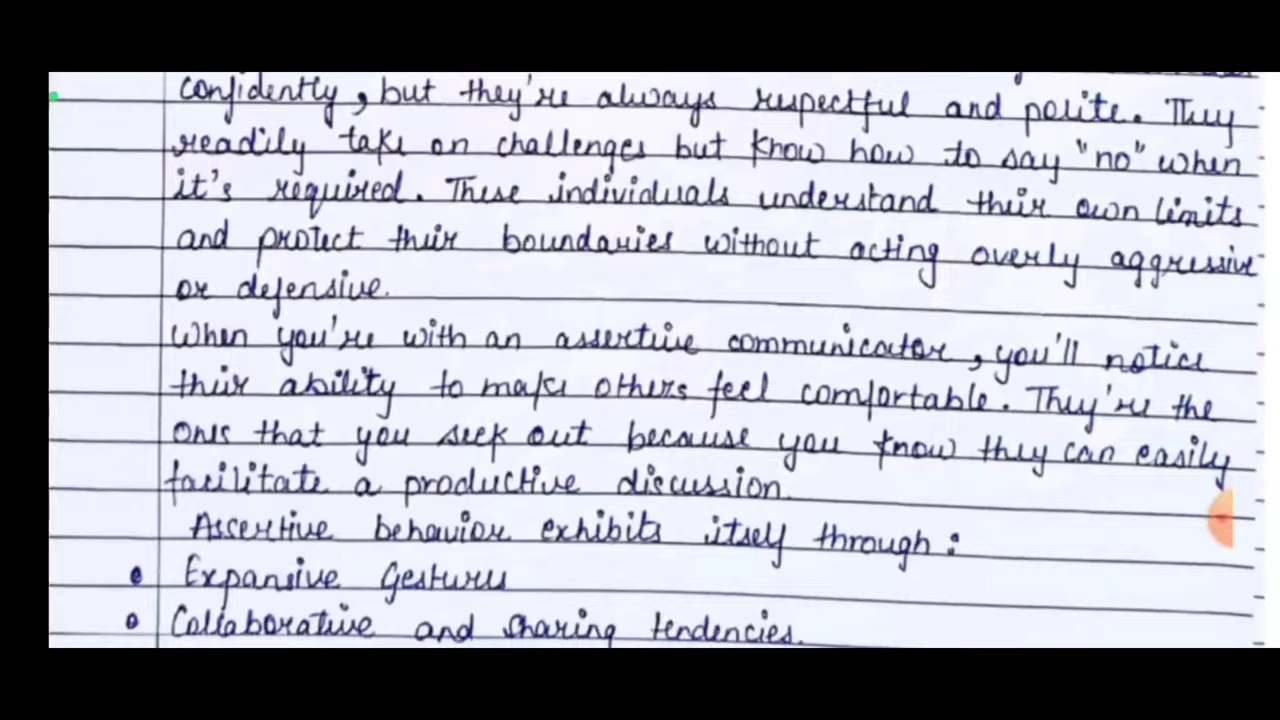 confidently, but they're always respectful and polite. They
readily take on challenges but know how to say "no" when
it's required. These individuals understand their own limits
and protect their boundaries without acting overly aggressive
or defensive.
When you're with an assertive communicator, you'll notice
their ability to make others feel comfortable. They're the
ones that you seek out because you know they can easily
facilitate a productive discussion.
Assertive behavior exhibits itself through:
• Expansive Gestures
• Collaborative and sharing tendencies.